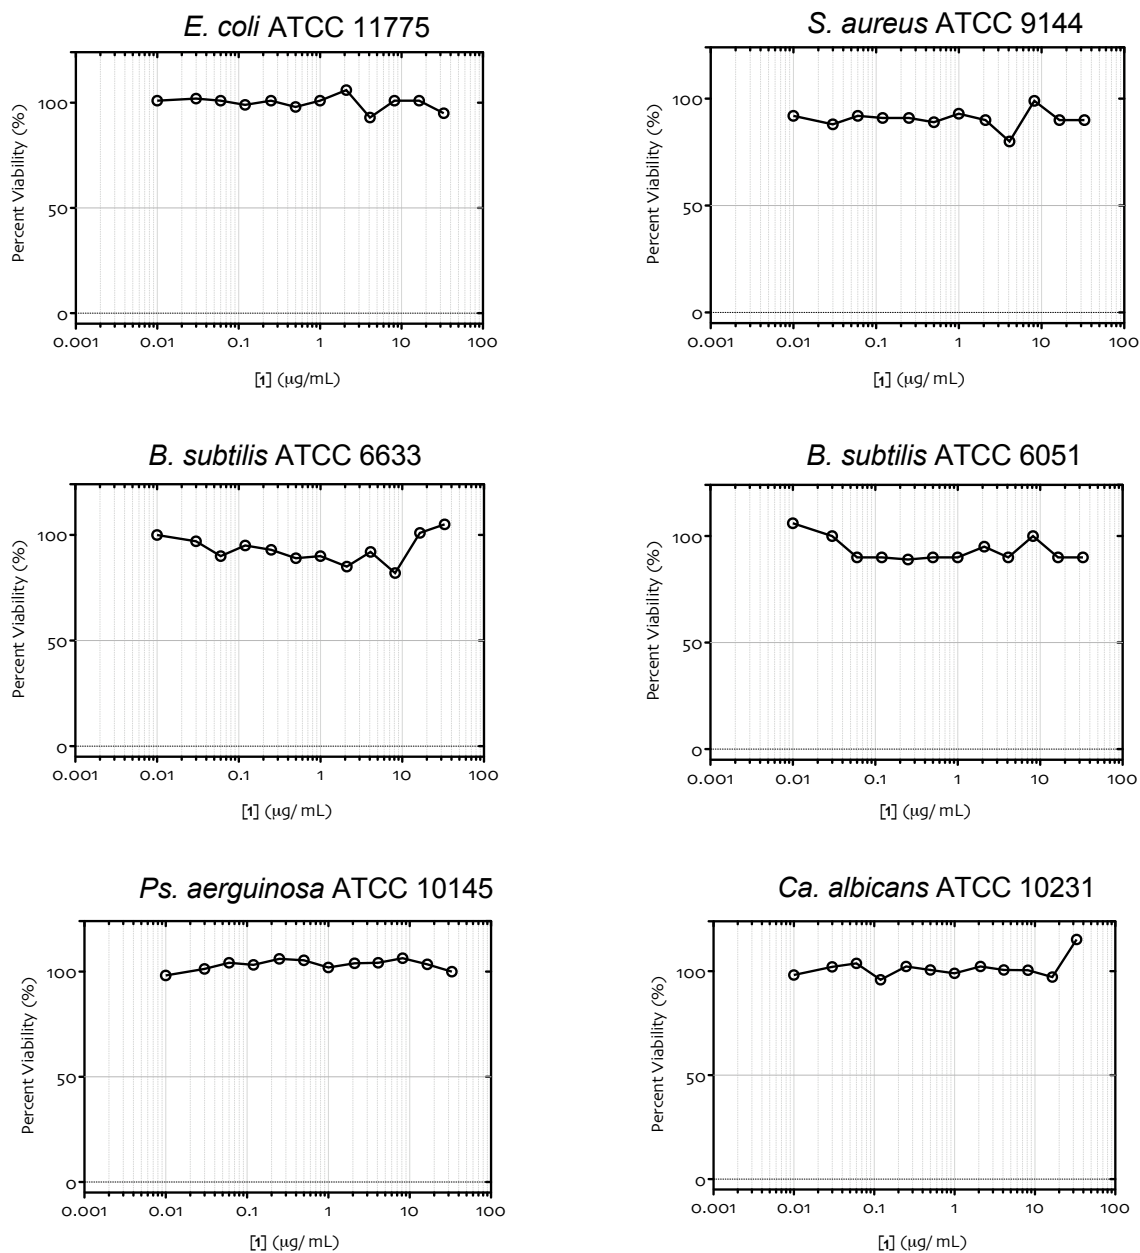 E. coli ATCC 11775
Percent Viability (%)
100
50
0
0.001 0.01 0.1 1 10 100
[1] (μg/mL)
S. aureus ATCC 9144
Percent Viability (%)
100
50
0
0.001 0.01 0.1 1 10 100
[1] (μg/mL)
B. subtilis ATCC 6633
Percent Viability (%)
100
50
0
0.001 0.01 0.1 1 10 100
[1] (μg/ mL)
B. subtilis ATCC 6051
Percent Viability (%)
100
50
0
0.001 0.01 0.1 1 10 100
[1] (μg/ mL)
Ps. aerguinosa ATCC 10145
Percent Viability (%)
100
50
0
0.001 0.01 0.1 1 10 100
[1] (μg/mL)
Ca. albicans ATCC 10231
Percent Viability (%)
100
50
0
0.001 0.01 0.1 1 10 100
[1] (μg/mL)